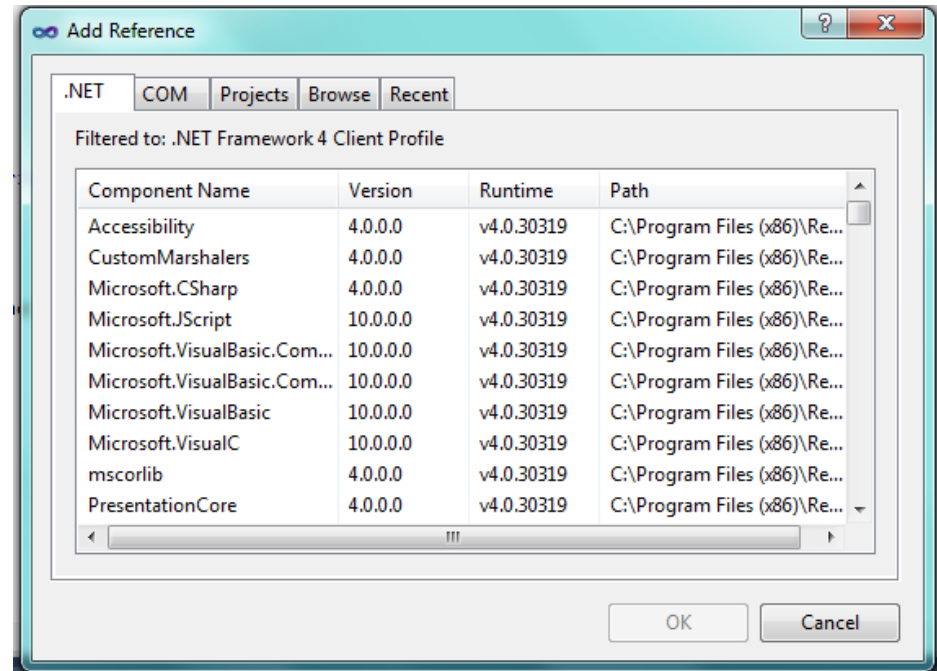 Add Reference
.NET COM Projects Browse Recent
Filtered to: .NET Framework 4 Client Profile
Component Name Version Runtime Path
Accessibility 4.0.0.0 v4.0.30319 C:\Program Files (x86)\Re...
CustomMarshalers 4.0.0.0 v4.0.30319 C:\Program Files (x86)\Re...
Microsoft.CSharp 4.0.0.0 v4.0.30319 C:\Program Files (x86)\Re...
Microsoft.JScript 10.0.0.0 v4.0.30319 C:\Program Files (x86)\Re...
Microsoft.VisualBasic.Com... 10.0.0.0 v4.0.30319 C:\Program Files (x86)\Re...
Microsoft.VisualBasic.Com... 10.0.0.0 v4.0.30319 C:\Program Files (x86)\Re...
Microsoft.VisualBasic 10.0.0.0 v4.0.30319 C:\Program Files (x86)\Re...
Microsoft.VisualC 10.0.0.0 v4.0.30319 C:\Program Files (x86)\Re...
mscorlib 4.0.0.0 v4.0.30319 C:\Program Files (x86)\Re...
PresentationCore 4.0.0.0 v4.0.30319 C:\Program Files (x86)\Re...
OK Cancel